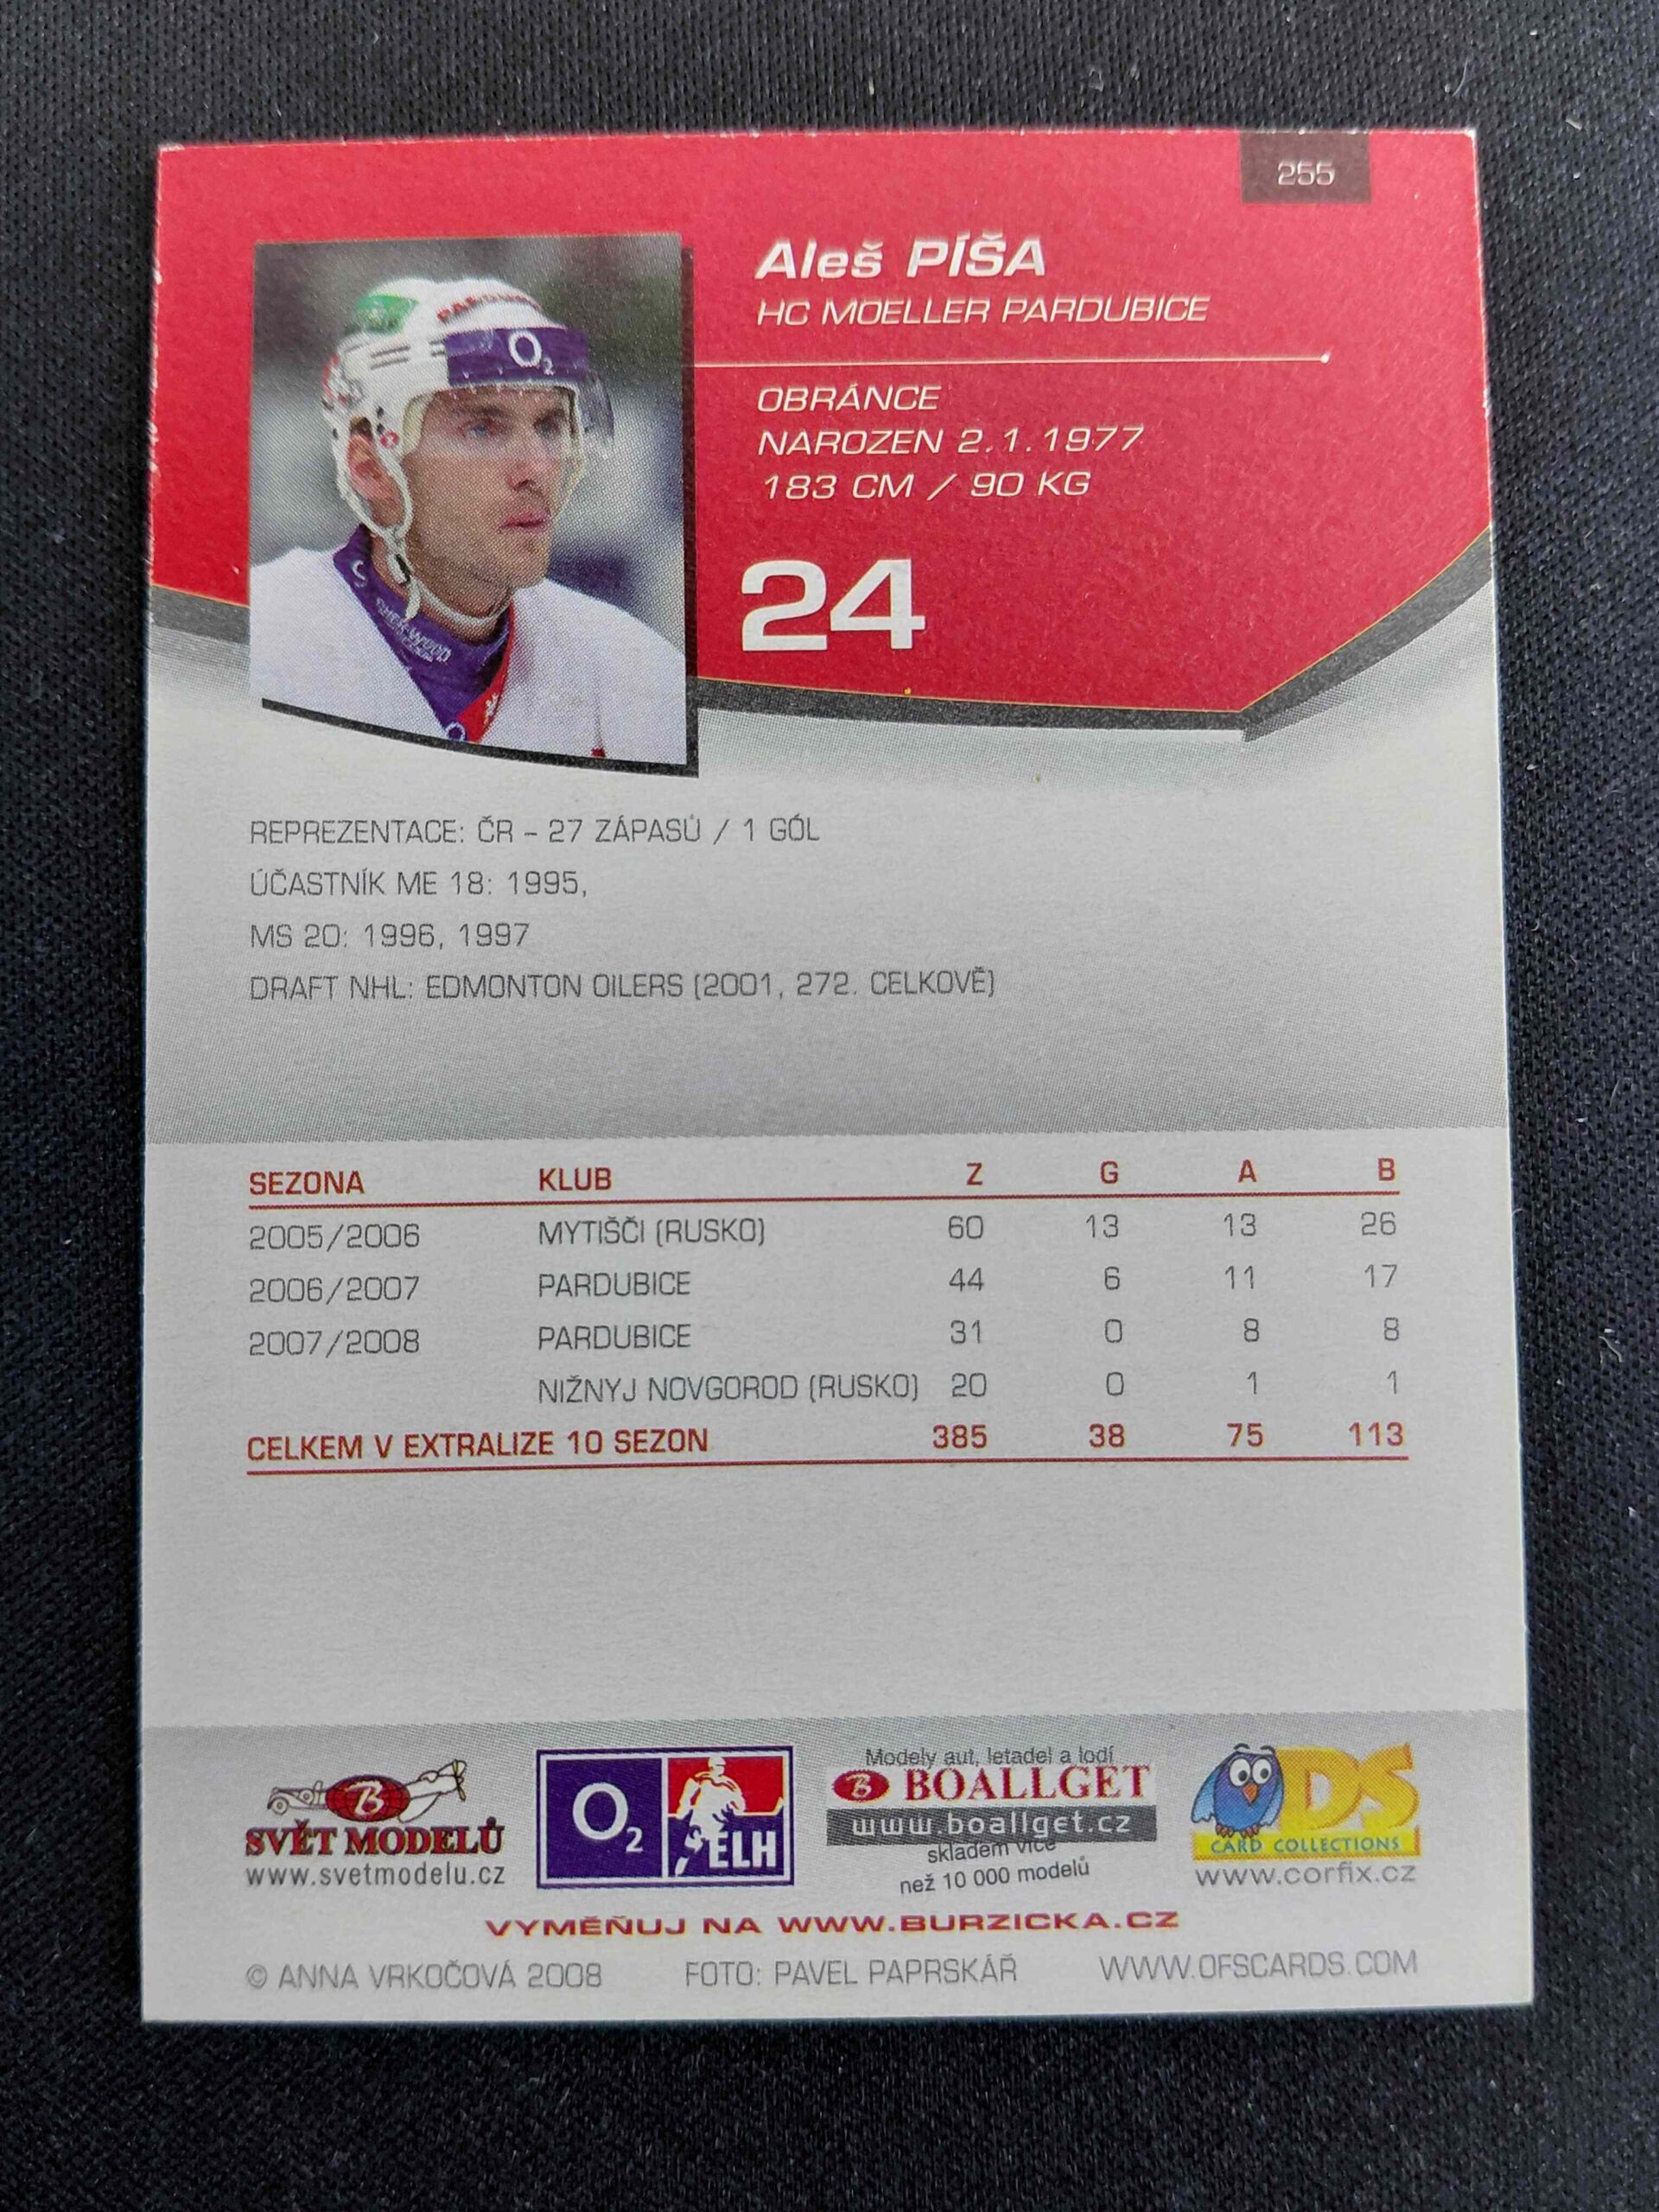 255
Aleš PÍŠA
HC MOELLER PARDUBICE
OBRÁNCE
NAROZEN 2.1.1977
183 CM / 90 KG
24
O2
SHER-WOOD
REPREZENTACE: ČR – 27 ZÁPASŮ / 1 GÓL
ÚČASTNÍK ME 18: 1995,
MS 20: 1996, 1997
DRAFT NHL: EDMONTON OILERS (2001, 272. CELKOVĚ)
SEZONA KLUB Z G A B
2005/2006 MYTIŠČI (RUSKO) 60 13 13 26
2006/2007 PARDUBICE 44 6 11 17
2007/2008 PARDUBICE 31 0 8 8
NIŽNYJ NOVGOROD (RUSKO) 20 0 1 1
CELKEM V EXTRALIZE 10 SEZON 385 38 75 113
B
SVĚT MODELŮ
www.svetmodelu.cz
O2 ELH
Modely aut, letadel a lodí
B BOALLGET
www.boallget.cz
skladem více
než 10 000 modelů
DS
CARD COLLECTIONS
www.corfix.cz
VYMĚŇUJ NA WWW.BURZICKA.CZ
© ANNA VRKOČOVÁ 2008 FOTO: PAVEL PAPRSKÁŘ WWW.OFSCARDS.COM